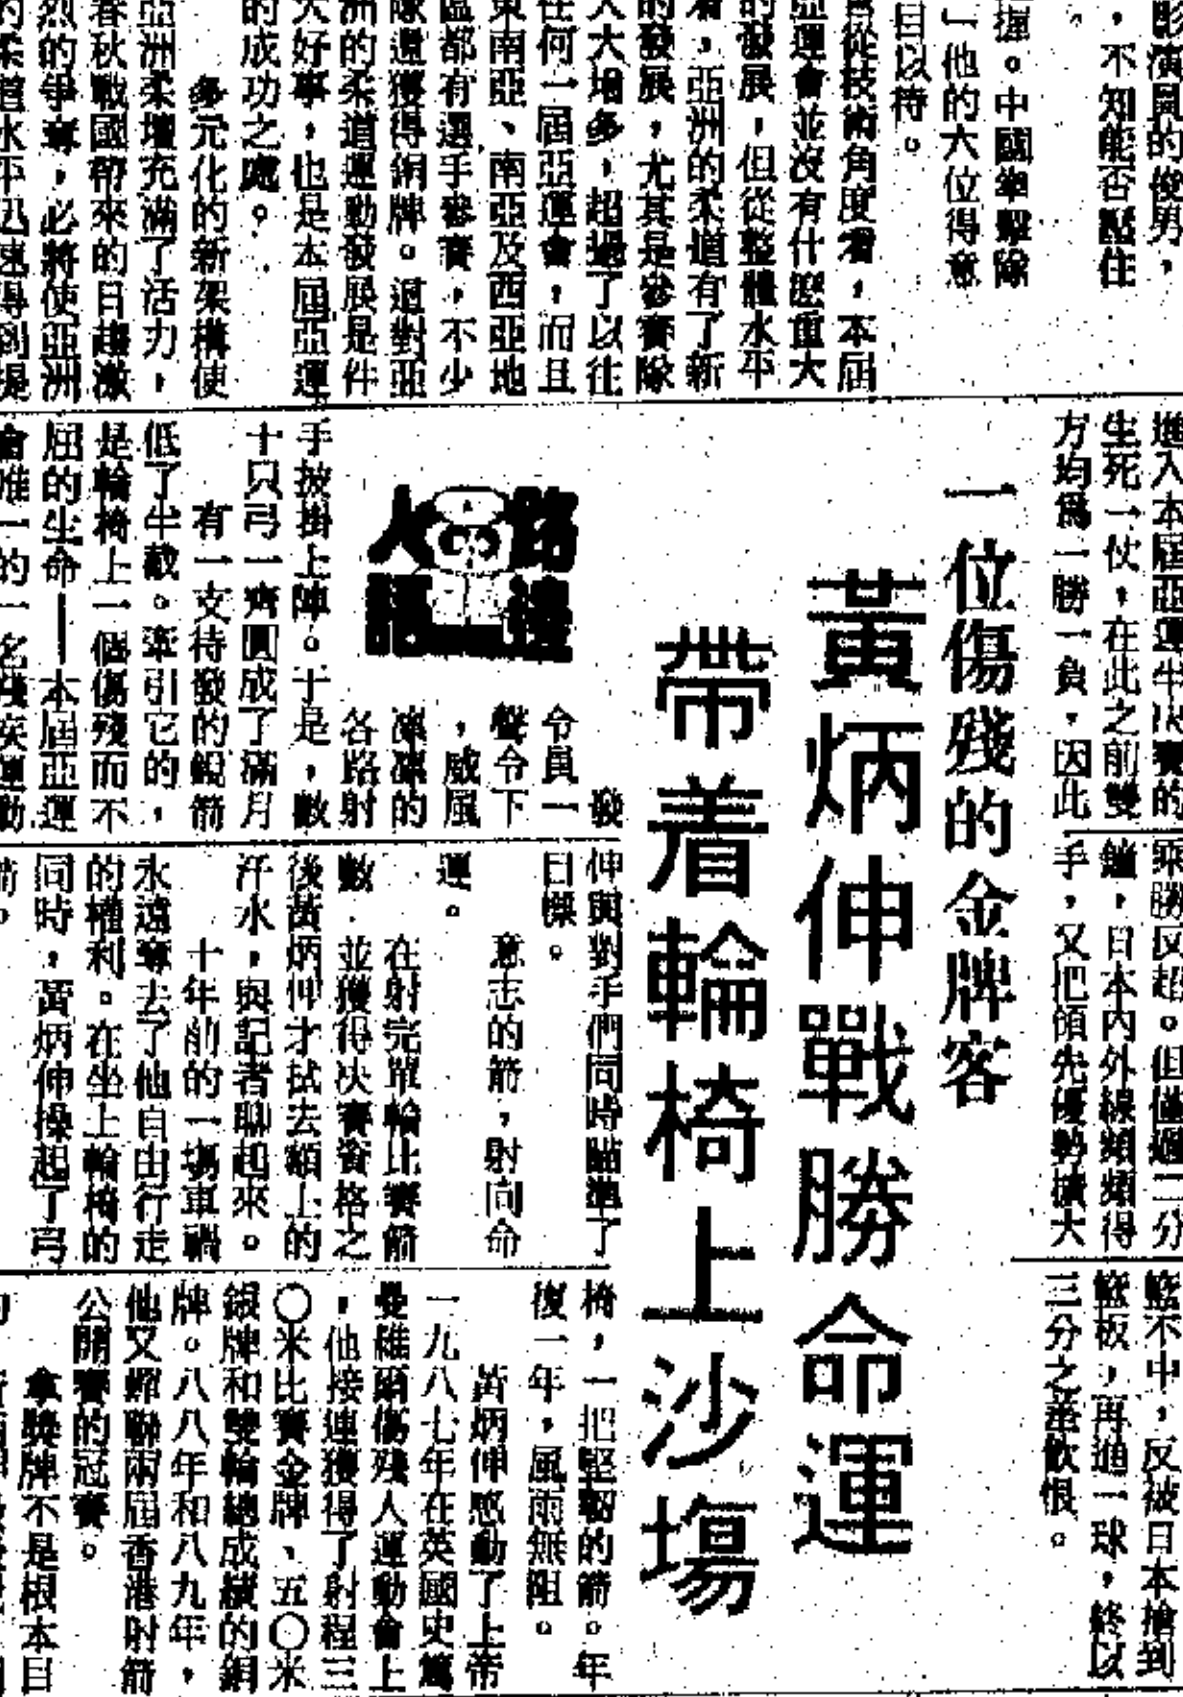 影演員的俊男，
，不知能否壓住
。
握。中國舉擊隊
「他的六位得意
目以待。
從技術角度看，本屆
亞運會並沒有什麼重大
的發展，但從整體水平
看，亞洲的柔道有了新
的發展，尤其是參賽隊
大大增多，超過了以往
任何一屆亞運會，而且
東南亞、南亞及西亞地
區都有選手參賽，不少
隊還獲得銅牌。這對亞
洲的柔道運動發展是件
大好事，也是本屆亞運
的成功之處。
多元化的新架構使
亞洲柔壇充滿了活力，
春秋戰國帶來的日趨激
烈的爭奪，必將使亞洲
的柔道水平迅速得到提
進入本屆亞運半決賽的
生死一仗，在此之前雙
方均爲一勝一負，因此
乘勝反超。但僅過二分
鐘，日本內外線頻頻得
手，又把領先優勢擴大
籃不中，反被日本搶到
籃板，再追一球，終以
三分之差飲恨。
一位傷殘的金牌客
黃炳伸戰勝命運
帶着輪椅上沙場
路邊人語
發
令員一
聲令下
，威風
凜凜的
各路射
手披掛上陣。于是，數
十只弓一齊圓成了滿月
有一支待發的銳箭
低了半截。牽引它的，
是輪椅上一個傷殘而不
屈的生命——本屆亞運
會唯一的一名殘疾運動
伸與對手們同時瞄準了
目標。
意志的箭，射向命
運。
在射完單輪比賽箭
數，並獲得決賽資格之
後黃炳伸才拭去額上的
汗水，與記者聊起來。
十年前的一場車禍
永遠奪去了他自由行走
的權利。在坐上輪椅的
同時，黃炳伸操起了弓
箭。
椅，一把堅韌的箭。年
復一年，風雨無阻。
黃炳伸感動了上帝
一九八七年在英國史篤
曼維爾傷殘人運動會上
，他接連獲得了射程三
〇米比賽金牌、五〇米
銀牌和雙輪總成績的銅
牌。八八年和八九年，
他又蟬聯兩屆香港射箭
公開賽的冠賽。
拿獎牌不是根本目